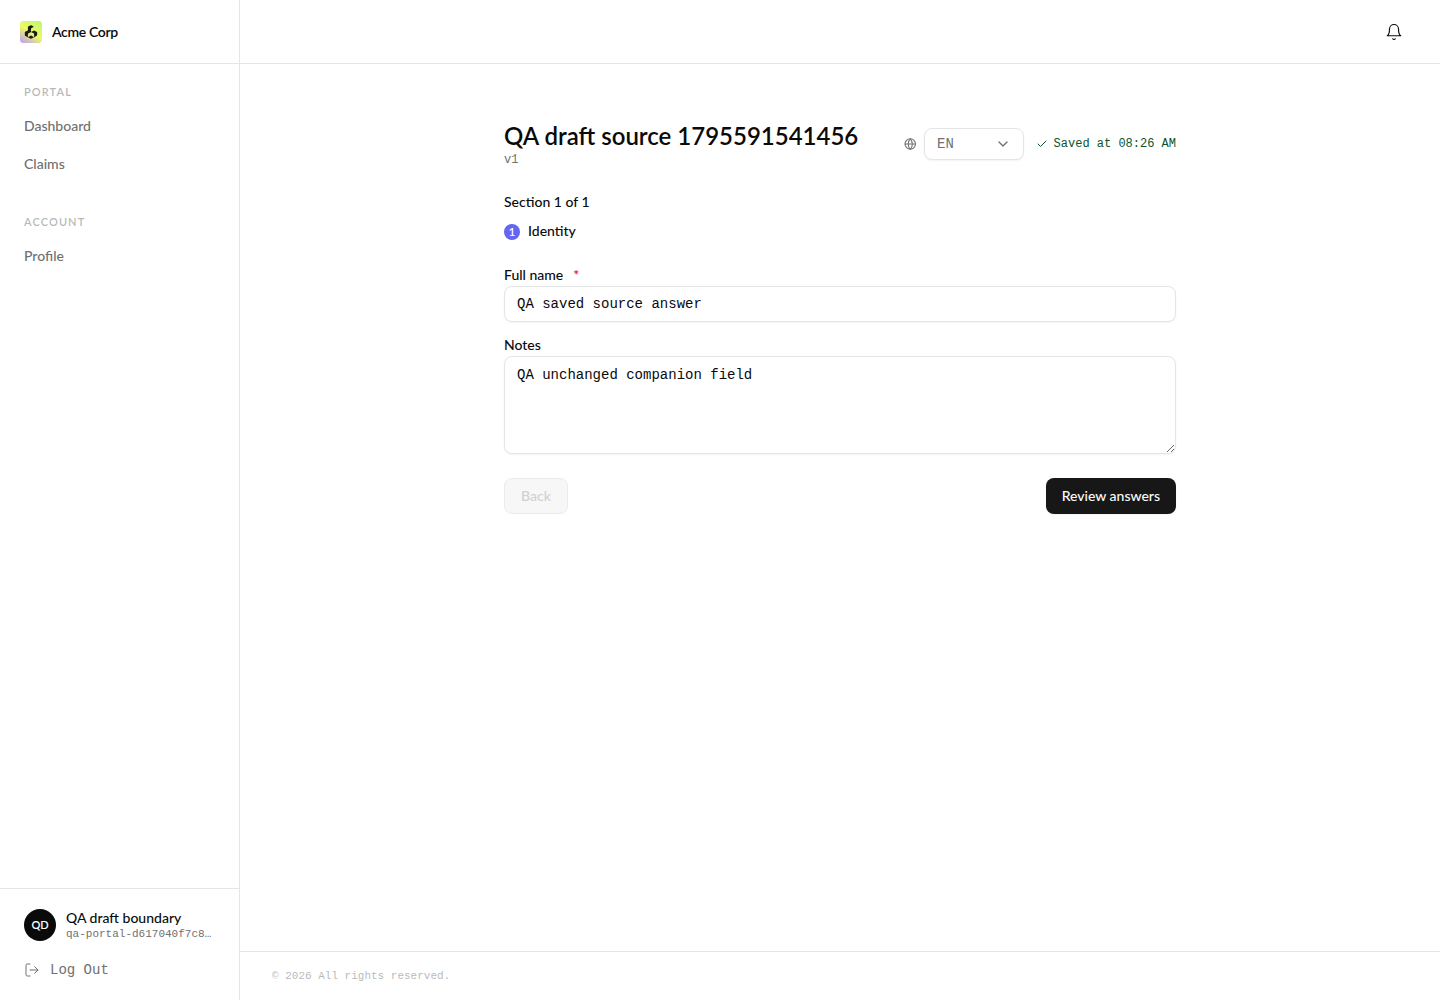 Acme Corp
PORTAL
Dashboard
Claims
ACCOUNT
Profile
QA draft source 1795591541456
v1
EN
Saved at 08:26 AM
Section 1 of 1
1 Identity
Full name *
QA saved source answer
Notes
QA unchanged companion field
Back
Review answers
QD
QA draft boundary
qa-portal-d617040f7c8…
Log Out
© 2026 All rights reserved.